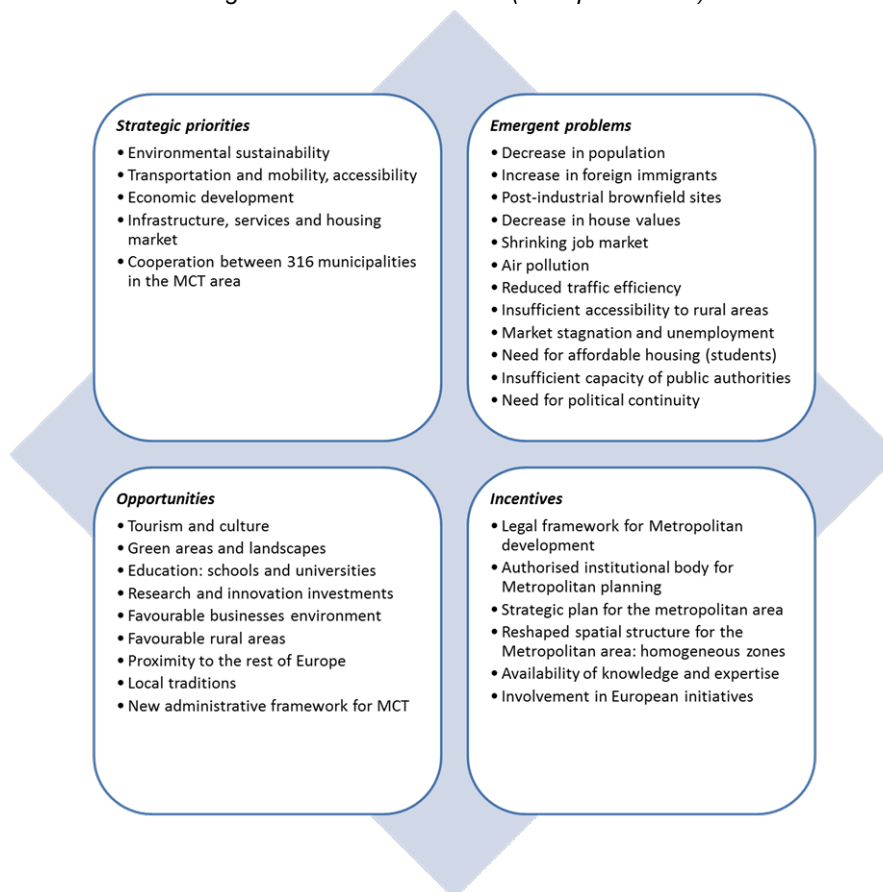 Strategic priorities
• Environmental sustainability
• Transportation and mobility, accessibility
• Economic development
• Infrastructure, services and housing
market
• Cooperation between 316 municipalities
in the MCT area
Emergent problems
• Decrease in population
• Increase in foreign immigrants
• Post-industrial brownfield sites
• Decrease in house values
• Shrinking job market
• Air pollution
• Reduced traffic efficiency
• Insufficient accessibility to rural areas
• Market stagnation and unemployment
• Need for affordable housing (students)
• Insufficient capacity of public authorities
• Need for political continuity
Opportunities
• Tourism and culture
• Green areas and landscapes
• Education: schools and universities
• Research and innovation investments
• Favourable businesses environment
• Favourable rural areas
• Proximity to the rest of Europe
• Local traditions
• New administrative framework for MCT
Incentives
• Legal framework for Metropolitan
development
• Authorised institutional body for
Metropolitan planning
• Strategic plan for the metropolitan area
• Reshaped spatial structure for the
Metropolitan area: homogeneous zones
• Availability of knowledge and expertise
• Involvement in European initiatives